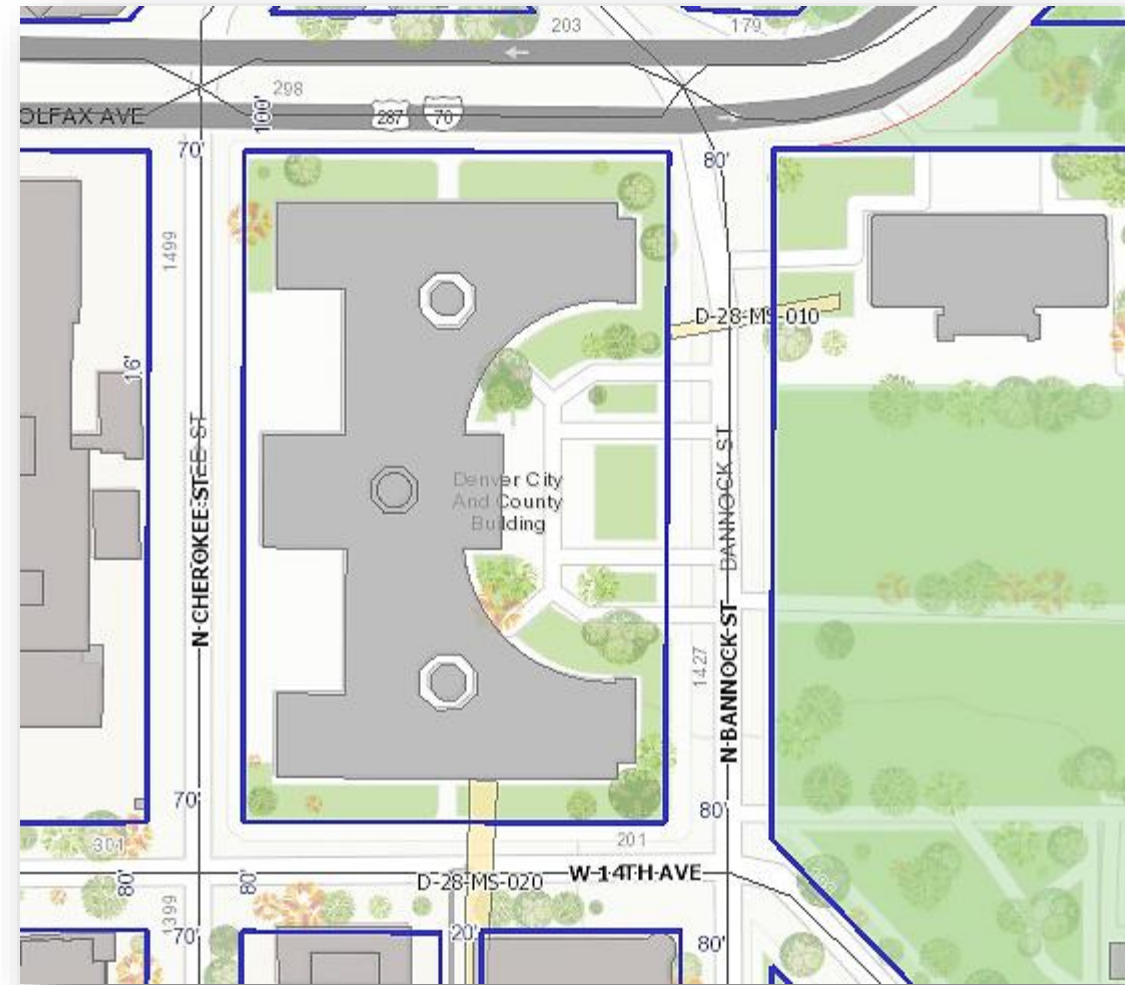 203
179
298
OLFAX AVE
100'
287
70
70'
80'
1499
D-28-MS-010
16'
N CHEROKEE ST
Denver City
And County
Building
BANNOCK ST
N BANNOCK ST
1427
70'
80'
301
201
W 14TH AVE
80'
80'
D-28-MS-020
1399
70'
20'
80'